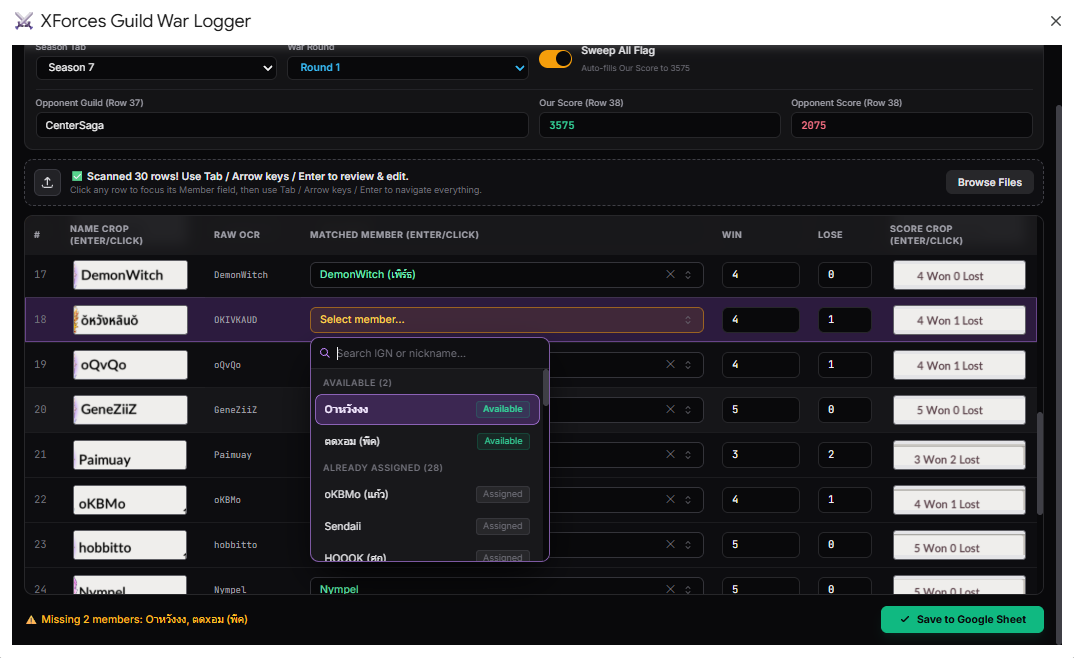 XForces Guild War Logger
Season Tab War Round Sweep All Flag
Season 7 Round 1 Auto-fills Our Score to 3575
Opponent Guild (Row 37) Our Score (Row 38) Opponent Score (Row 38)
CenterSaga 3575 2075
Scanned 30 rows! Use Tab / Arrow keys / Enter to review & edit.
Click any row to focus its Member field, then use Tab / Arrow keys / Enter to navigate everything.
Browse Files
# NAME CROP (ENTER/CLICK) RAW OCR MATCHED MEMBER (ENTER/CLICK) WIN LOSE SCORE CROP (ENTER/CLICK)
17 DemonWitch DemonWitch DemonWitch (เพิร์ธ) 4 0 4 Won 0 Lost
18 OKIVKAUD Select member... 4 1 4 Won 1 Lost
Search IGN or nickname...
19 oQvQo oQvQo 4 1 4 Won 1 Lost
AVAILABLE (2)
20 GeneZiiZ GeneZiiZ Oาหวังงง Available 5 0 5 Won 0 Lost
ตดหอม (พีค) Available
21 Paimuay Paimuay 3 2 3 Won 2 Lost
ALREADY ASSIGNED (28)
22 oKBMo oKBMo oKBMo (แก้ว) Assigned 4 1 4 Won 1 Lost
Sendaii Assigned
23 hobbitto hobbitto 5 0 5 Won 0 Lost
HOOOK Assigned
24 Nympel Nympel Nympel 5 0 5 Won 0 Lost
Missing 2 members: Oาหวังงง, ตดหอม (พีค)
Save to Google Sheet